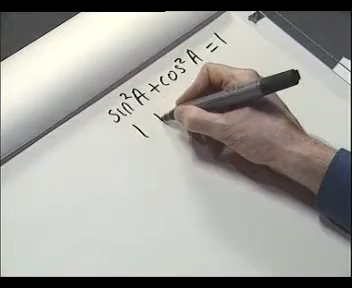 sin²A + cos²A = 1
1